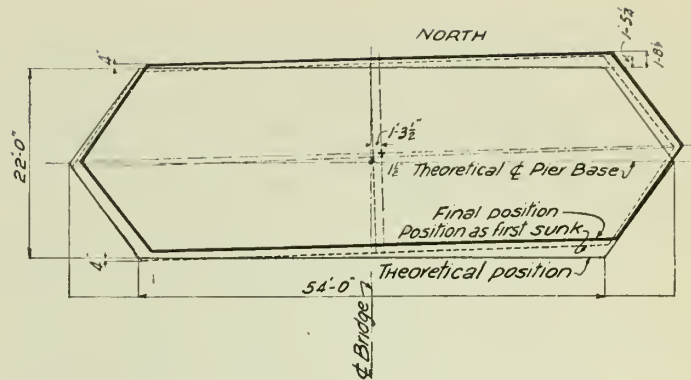 NORTH
4"
1'-5¾
1'-8½
22'-0"
1'-3½"
1½"
Theoretical ℄ Pier Base
Final position
Position as first sunk
4"
Theoretical position
54'-0"
℄ Bridge